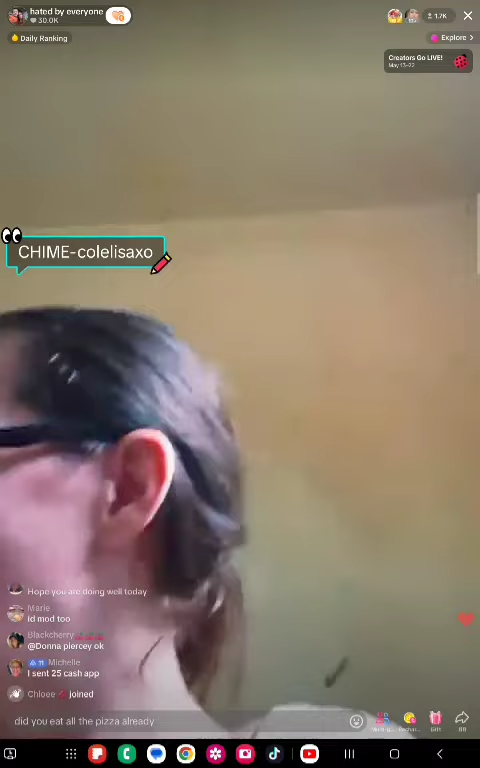 hated by everyone
30.0K
1.7K
Daily Ranking
Explore >
Creators Go LIVE!
May 13-22
CHIME-colelisaxo
Hope you are doing well today
Marie
id mod too
Blackcherry
@Donna piercey ok
11 Michelle
I sent 25 cash app
Chloee joined
did you eat all the pizza already
Gift